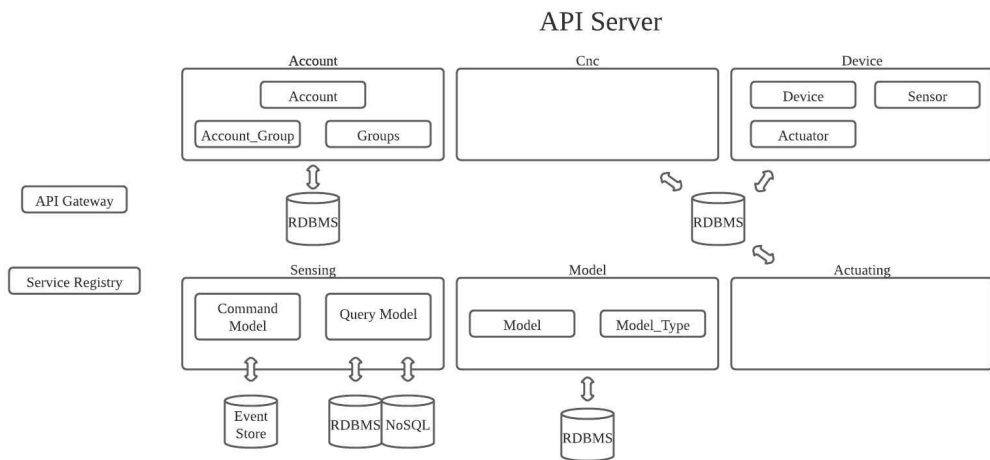 API Server
Account
Cnc
Device
Account
Device
Sensor
Account_Group
Groups
Actuator
API Gateway
RDBMS
RDBMS
Service Registry
Sensing
Model
Actuating
Command
Model
Query Model
Model
Model_Type
Event
Store
RDBMS
NoSQL
RDBMS